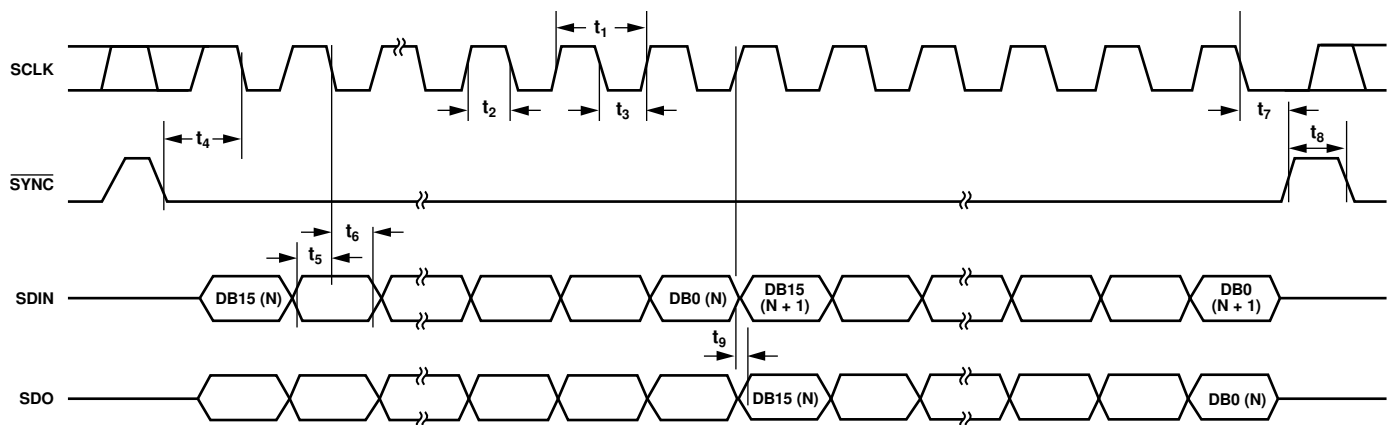 t1
SCLK
t2
t3
t7
t4
t8
SYNC
t6
t5
DB15 (N)
DB0 (N)
DB15
(N + 1)
DB0
(N + 1)
SDIN
t9
SDO
DB15 (N)
DB0 (N)